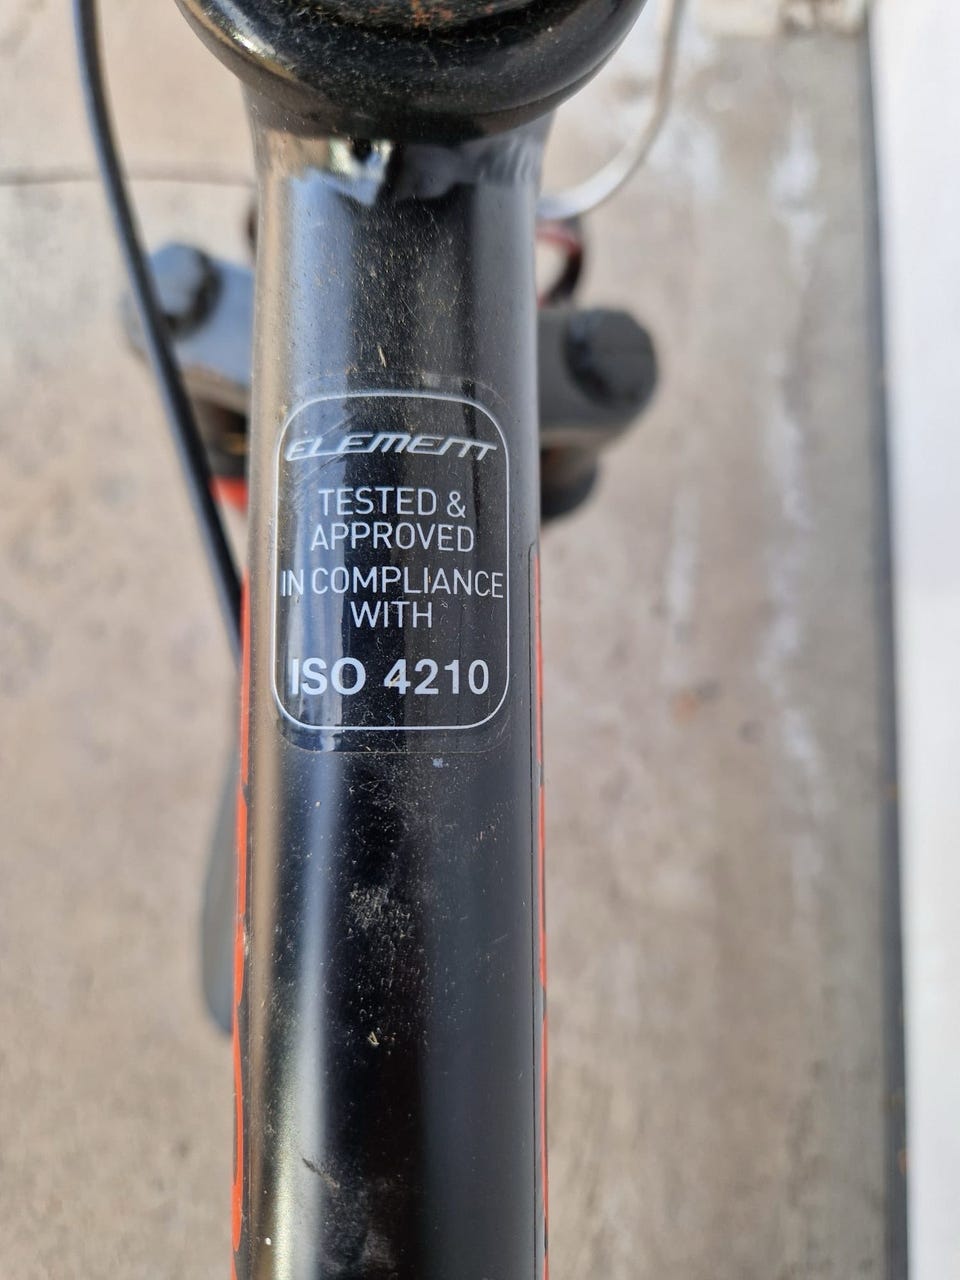 ELEMENT
TESTED &
APPROVED
IN COMPLIANCE
WITH
ISO 4210